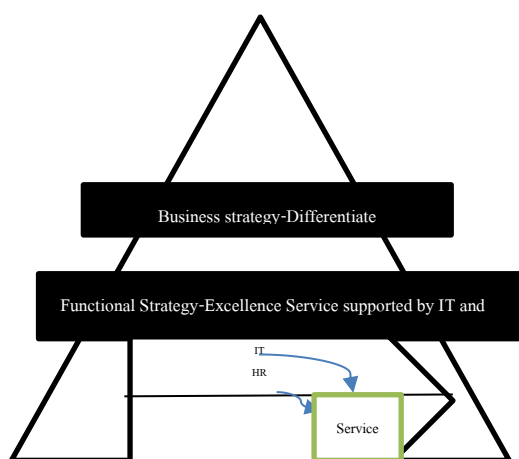 Business strategy-Differentiate
Functional Strategy-Excellence Service supported by IT and
IT
HR
Service